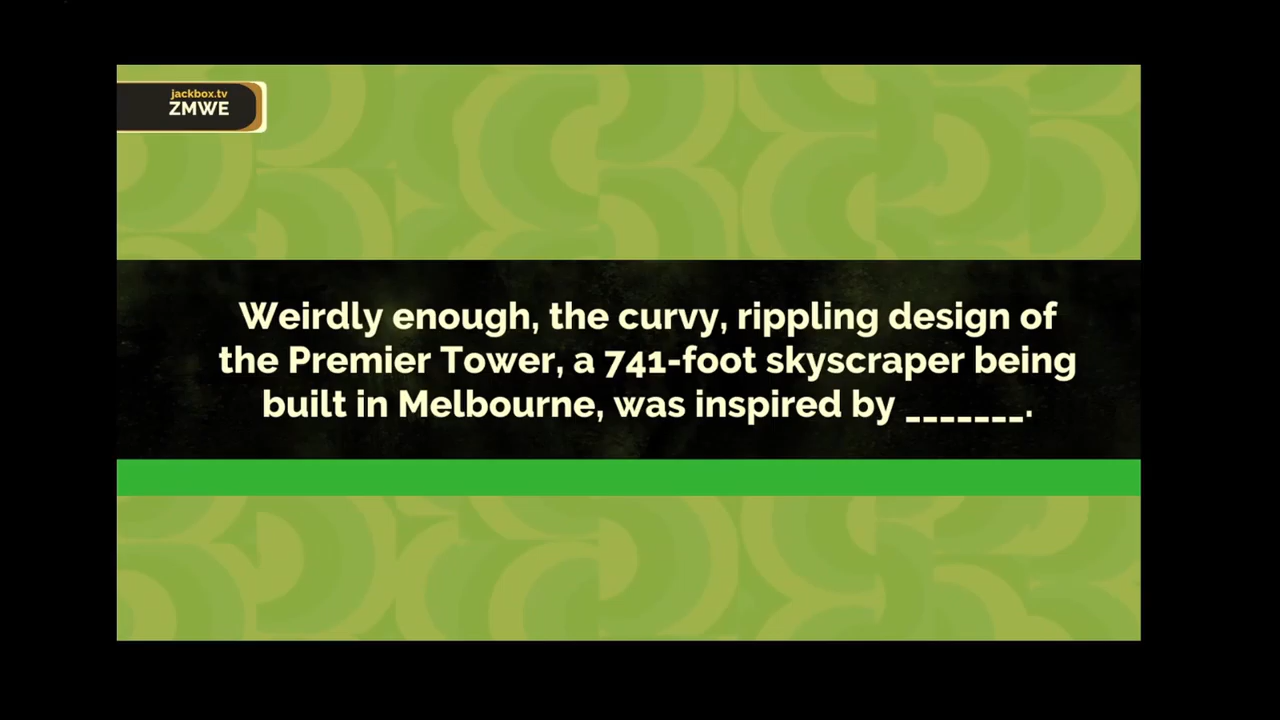 jackbox.tv
ZMWE
Weirdly enough, the curvy, rippling design of
the Premier Tower, a 741-foot skyscraper being
built in Melbourne, was inspired by _______.